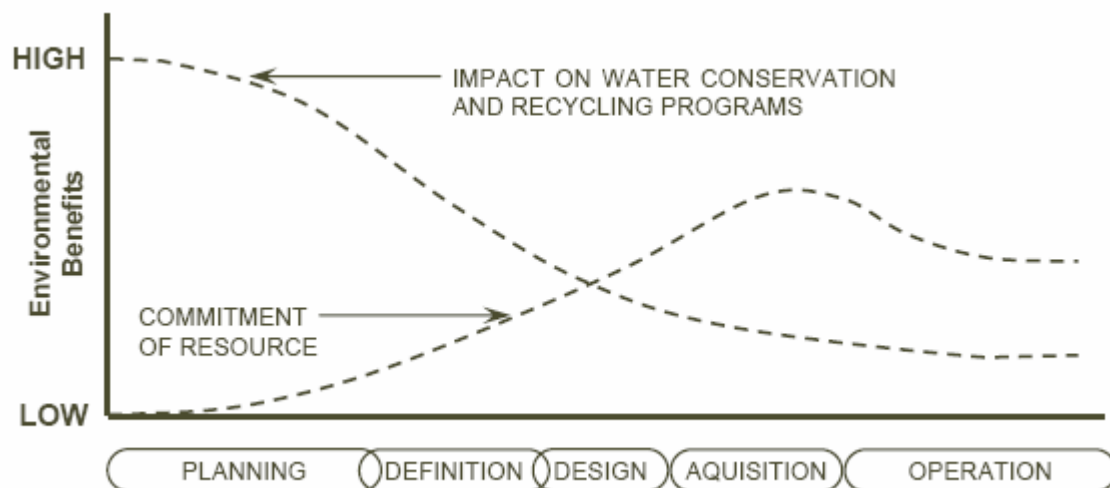 HIGH
IMPACT ON WATER CONSERVATION
AND RECYCLING PROGRAMS
Environmental
Benefits
COMMITMENT
OF RESOURCE
LOW
PLANNING
DEFINITION
DESIGN
AQUISITION
OPERATION